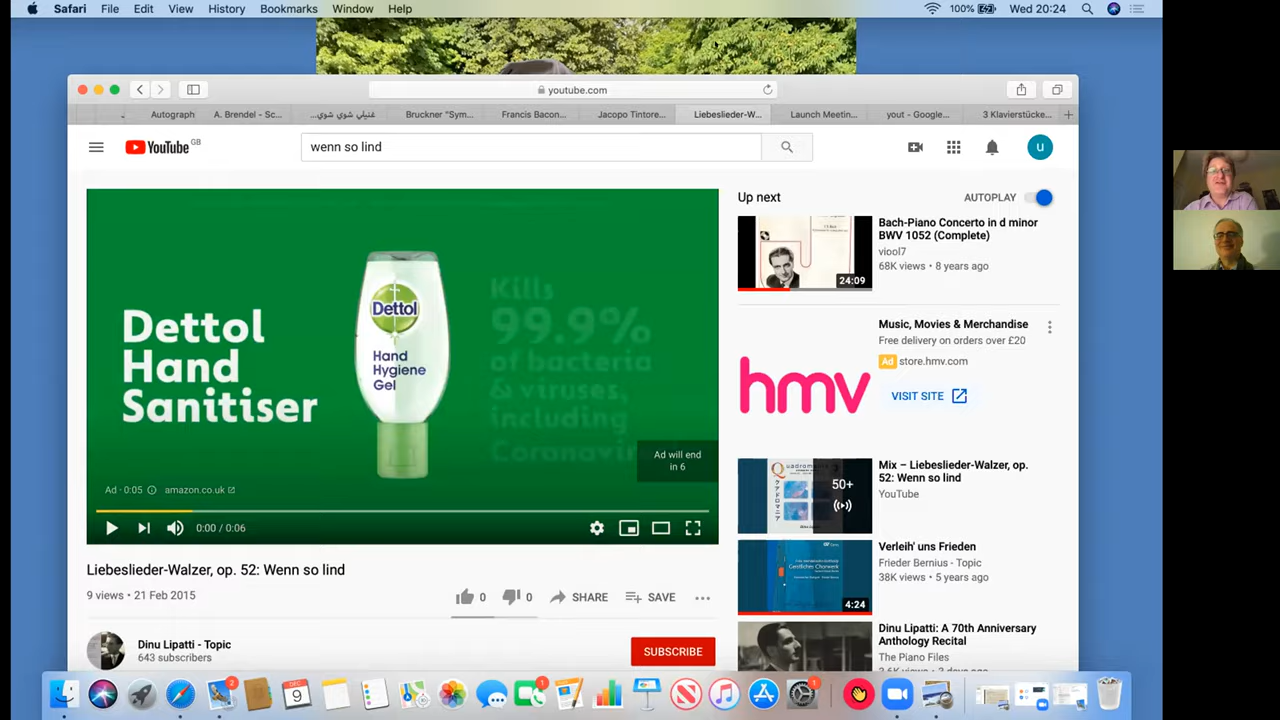 Safari File Edit View History Bookmarks Window Help 100% Wed 20:24
youtube.com
Autograph A. Brendel - Sc... غنيلي شوي شوي... Bruckner "Sym... Francis Bacon... Jacopo Tintore... Liebeslieder-W... Launch Meetin... yout - Google... 3 Klavierstücke...
YouTube GB
wenn so lind
u
Dettol
Hand
Sanitiser
Dettol
Hand
Hygiene
Gel
Kills
99.9%
of bacteria
& viruses,
including
Ad will end
in 6
Ad · 0:05 amazon.co.uk
0:00 / 0:06
Liebeslieder-Walzer, op. 52: Wenn so lind
9 views • 21 Feb 2015
0 0 SHARE SAVE
Dinu Lipatti - Topic
643 subscribers
SUBSCRIBE
Up next AUTOPLAY
Bach-Piano Concerto in d minor
BWV 1052 (Complete)
viool7
68K views • 8 years ago
24:09
Music, Movies & Merchandise
Free delivery on orders over £20
Ad store.hmv.com
hmv
VISIT SITE
Mix – Liebeslieder-Walzer, op.
52: Wenn so lind
YouTube
50+
Verleih' uns Frieden
Frieder Bernius - Topic
38K views • 5 years ago
4:24
Dinu Lipatti: A 70th Anniversary
Anthology Recital
The Piano Files
DEC
9